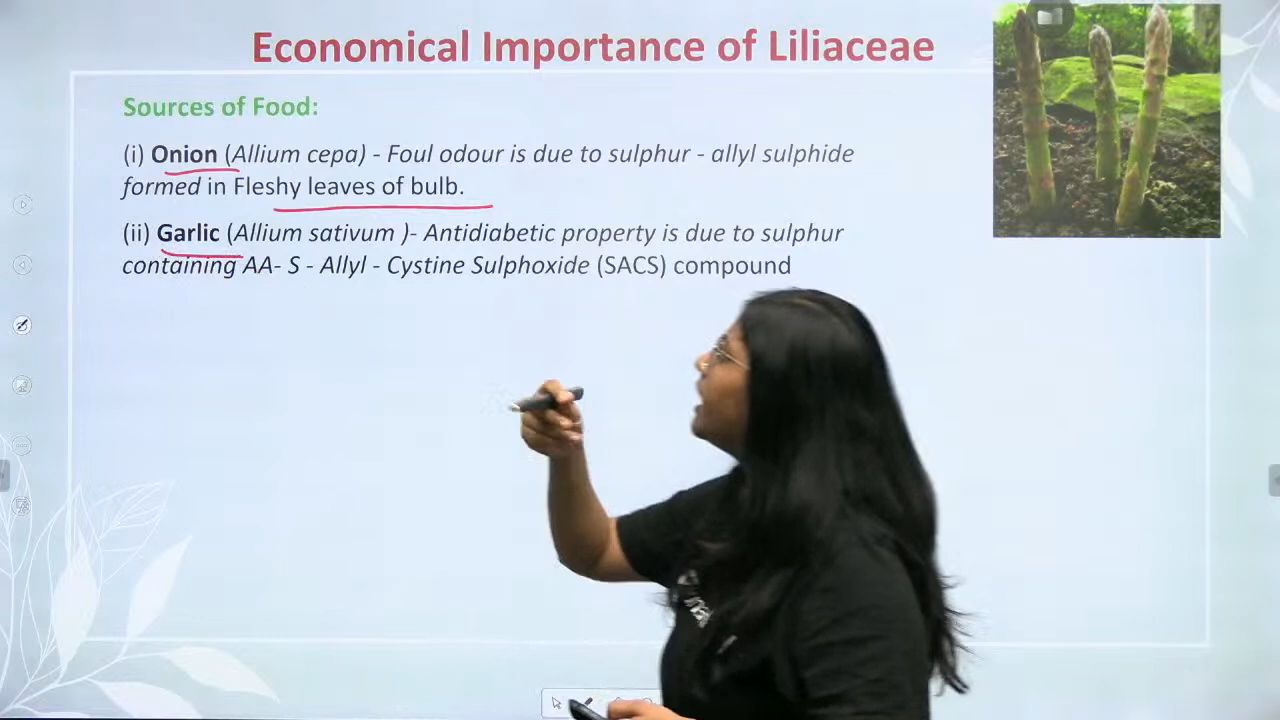 Economical Importance of Liliaceae
Sources of Food:
(i) Onion (Allium cepa) - Foul odour is due to sulphur - allyl sulphide
formed in Fleshy leaves of bulb.
(ii) Garlic (Allium sativum )- Antidiabetic property is due to sulphur
containing AA- S - Allyl - Cystine Sulphoxide (SACS) compound